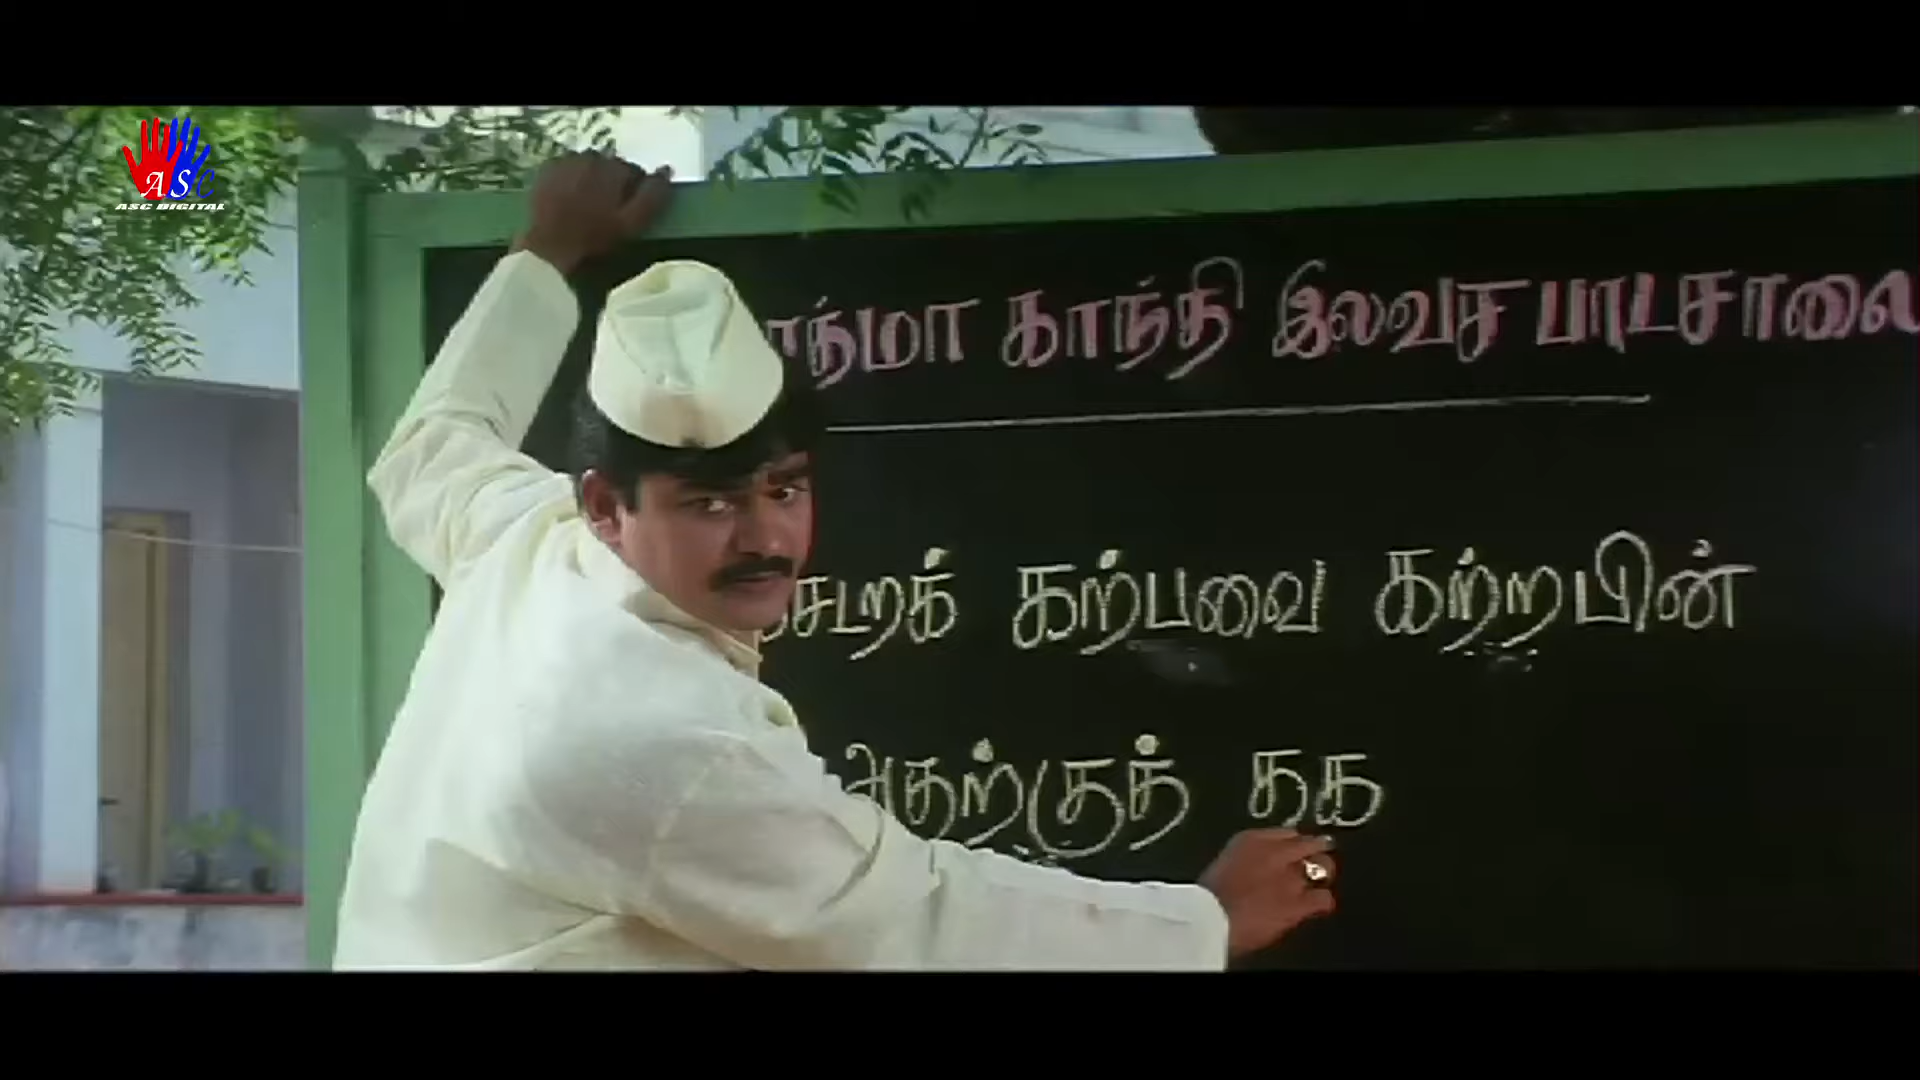 ASC
ASC DIGITAL
காந்தி இலவச பாடசாலை
கற்பவை கற்றபின்
அதற்குத் தக